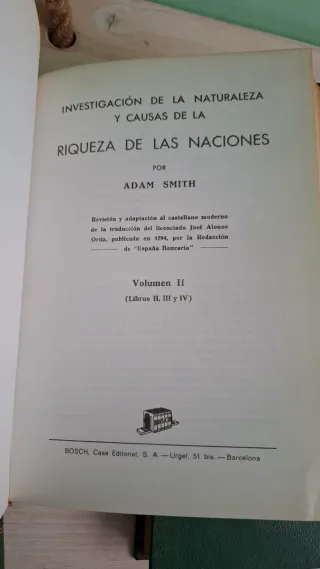 INVESTIGACIÓN DE LA NATURALEZA
Y CAUSAS DE LA
RIQUEZA DE LAS NACIONES
POR
ADAM SMITH
Revisión y adaptación al castellano moderno
de la traducción del licenciado José Alonso
Ortiz, publicada en 1794, por la Redacción
de "España Bancaria"
Volumen II
(Libros II, III y IV)
BOSCH, Casa Editorial, S. A. — Urgel, 51 bis. — Barcelona